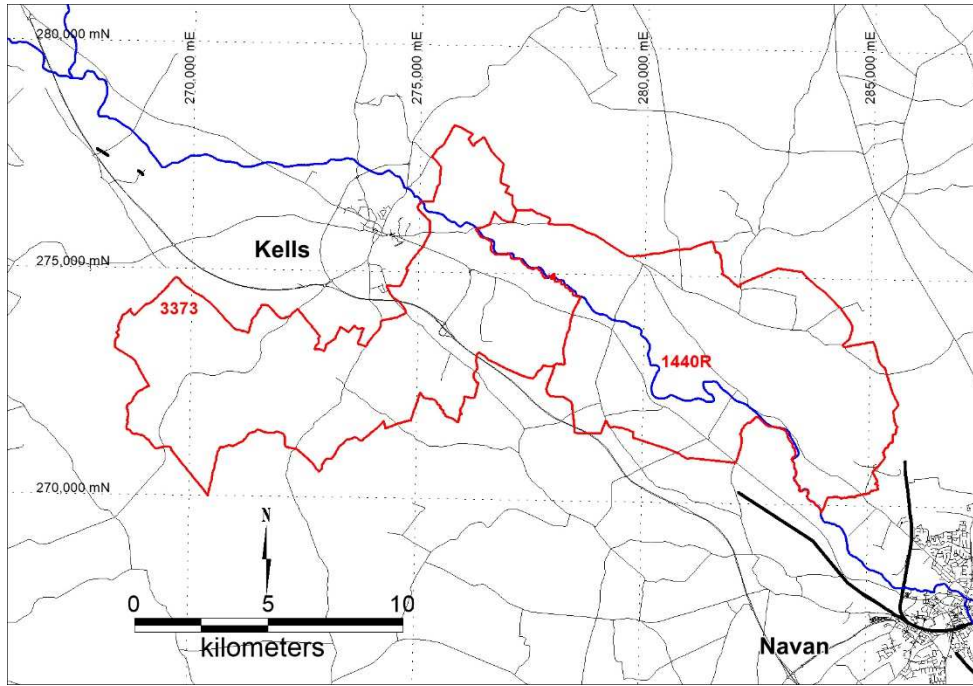 280,000 mN
270,000 mE
275,000 mE
280,000 mE
285,000 mE
Kells
275,090 mN
3373
1440R
270,000 mN
N
0 5 10
kilometers
Navan